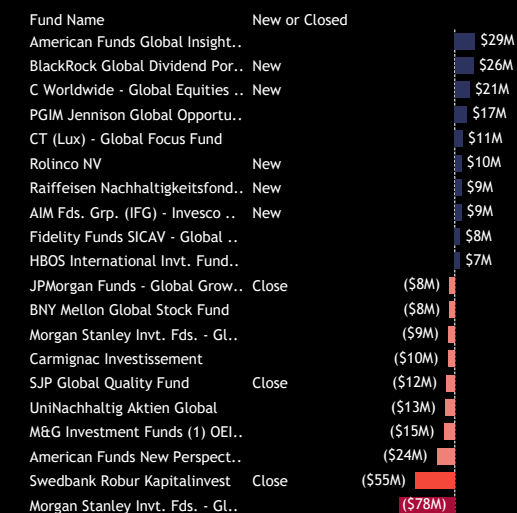 Fund Name New or Closed
American Funds Global Insight.. $29M
BlackRock Global Dividend Por.. New $26M
C Worldwide - Global Equities .. New $21M
PGIM Jennison Global Opportu.. $17M
CT (Lux) - Global Focus Fund $11M
Rolinco NV New $10M
Raiffeisen Nachhaltigkeitsfond.. New $9M
AIM Fds. Grp. (IFG) - Invesco .. New $9M
Fidelity Funds SICAV - Global .. $8M
HBOS International Invt. Fund.. $7M
JPMorgan Funds - Global Grow.. Close ($8M)
BNY Mellon Global Stock Fund ($8M)
Morgan Stanley Invt. Fds. - Gl.. ($9M)
Carmignac Investissement ($10M)
SJP Global Quality Fund Close ($12M)
UniNachhaltig Aktien Global ($13M)
M&G Investment Funds (1) OEI.. ($15M)
American Funds New Perspect.. ($24M)
Swedbank Robur Kapitalinvest Close ($55M)
Morgan Stanley Invt. Fds. - Gl.. ($78M)